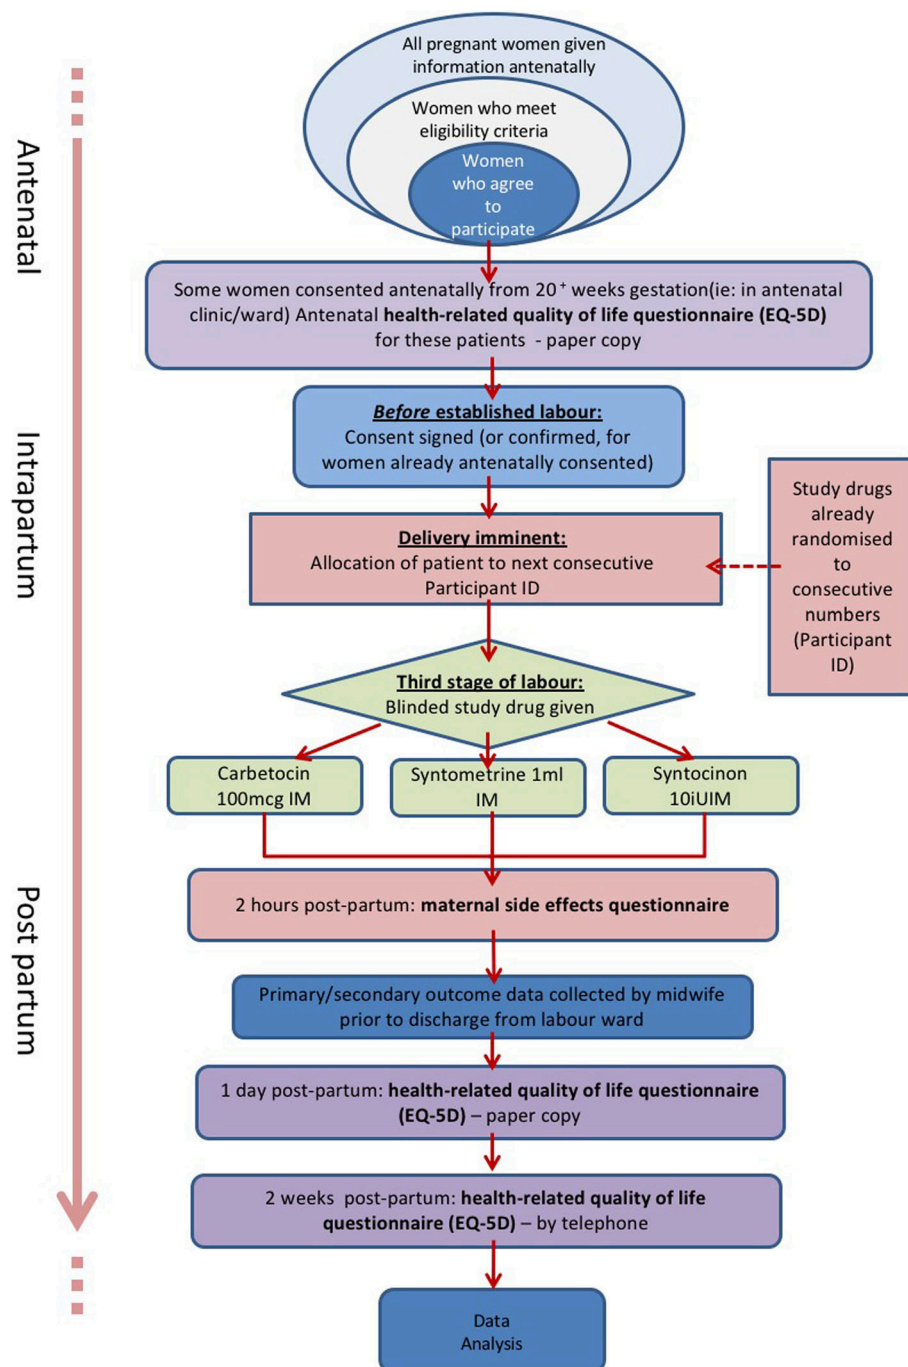 All pregnant women given
information antenatally
Women who meet
eligibility criteria
Women
who agree
to
participate
Antenatal
Some women consented antenatally from 20⁺ weeks gestation(ie: in antenatal
clinic/ward) Antenatal health-related quality of life questionnaire (EQ-5D)
for these patients - paper copy
Before established labour:
Consent signed (or confirmed, for
women already antenatally consented)
Intrapartum
Delivery imminent:
Allocation of patient to next consecutive
Participant ID
Study drugs
already
randomised
to
consecutive
numbers
(Participant
ID)
Third stage of labour:
Blinded study drug given
Carbetocin
100mcg IM
Syntometrine 1ml
IM
Syntocinon
10iUIM
Post partum
2 hours post-partum: maternal side effects questionnaire
Primary/secondary outcome data collected by midwife
prior to discharge from labour ward
1 day post-partum: health-related quality of life questionnaire
(EQ-5D) – paper copy
2 weeks post-partum: health-related quality of life
questionnaire (EQ-5D) – by telephone
Data
Analysis